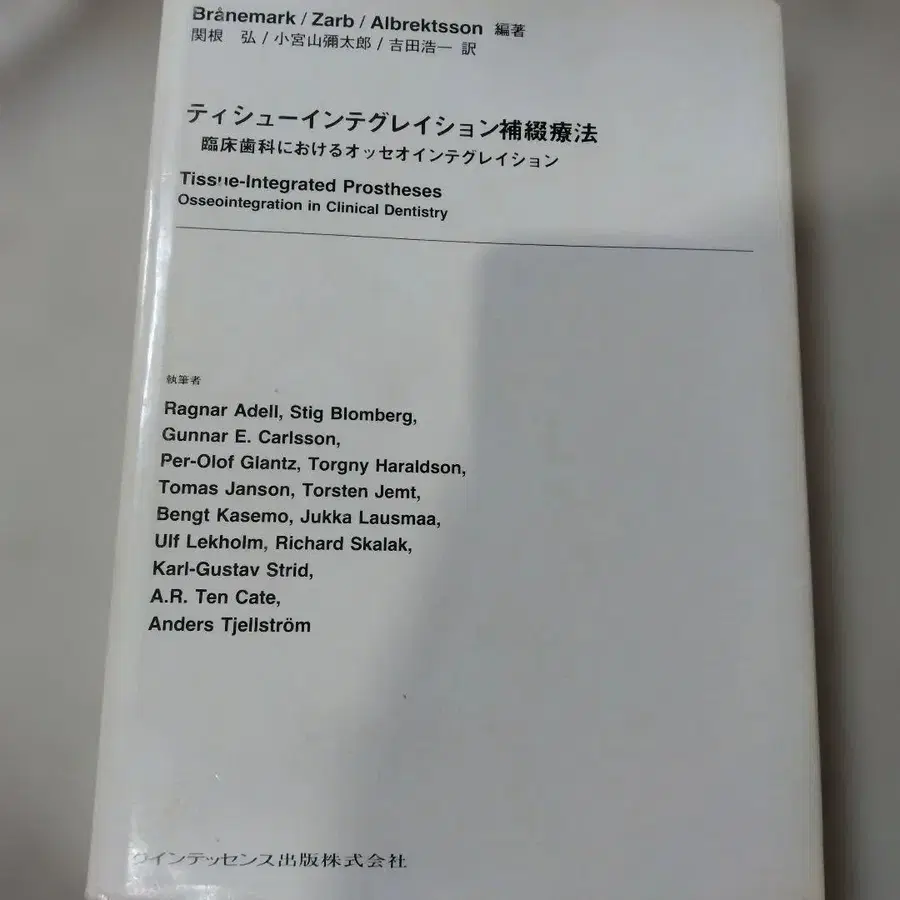 Brånemark / Zarb / Albrektsson 編著
関根 弘 / 小宮山彌太郎 / 吉田浩一 訳
ティシューインテグレイション補綴療法
臨床歯科におけるオッセオインテグレイション
Tissue-Integrated Prostheses
Osseointegration in Clinical Dentistry
執筆者
Ragnar Adell, Stig Blomberg,
Gunnar E. Carlsson,
Per-Olof Glantz, Torgny Haraldson,
Tomas Janson, Torsten Jemt,
Bengt Kasemo, Jukka Lausmaa,
Ulf Lekholm, Richard Skalak,
Karl-Gustav Strid,
A.R. Ten Cate,
Anders Tjellström
クインテッセンス出版株式会社